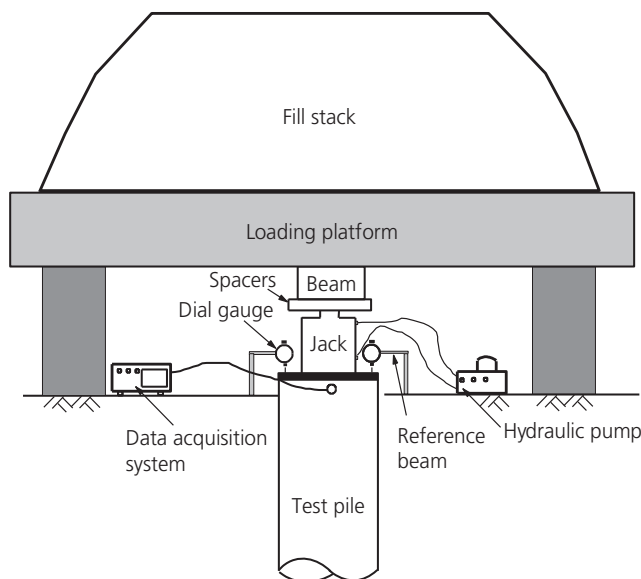 Fill stack
Loading platform
Spacers
Beam
Dial gauge
Jack
Data acquisition
system
Reference
beam
Hydraulic pump
Test pile